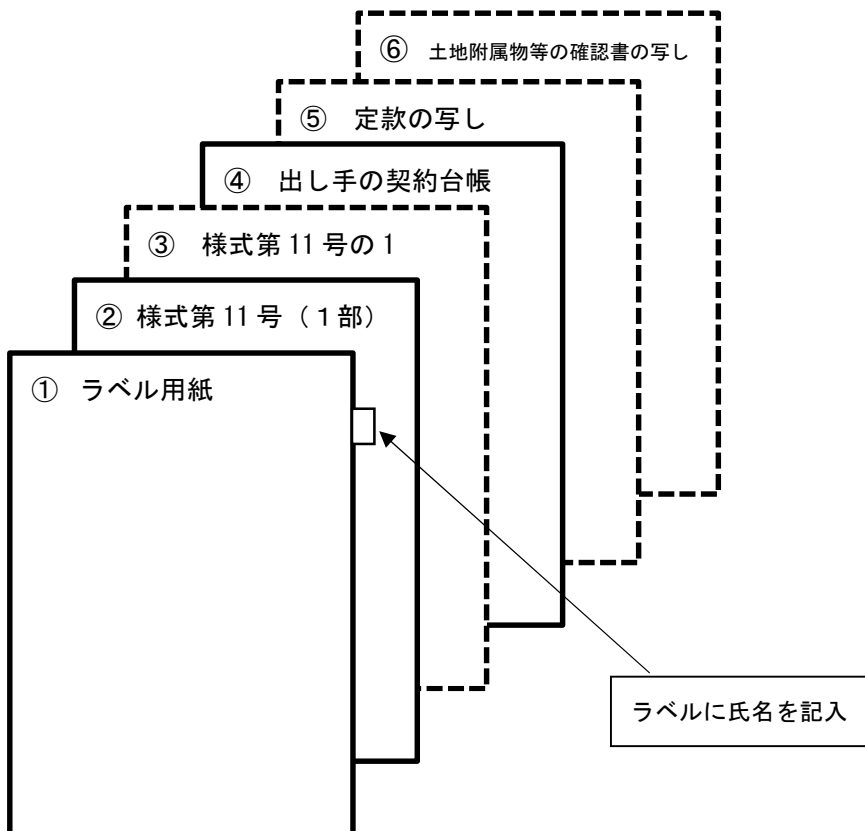 ⑥ 土地附属物等の確認書の写し
⑤ 定款の写し
④ 出し手の契約台帳
③ 様式第 11 号の 1
② 様式第 11 号（１部）
① ラベル用紙
ラベルに氏名を記入